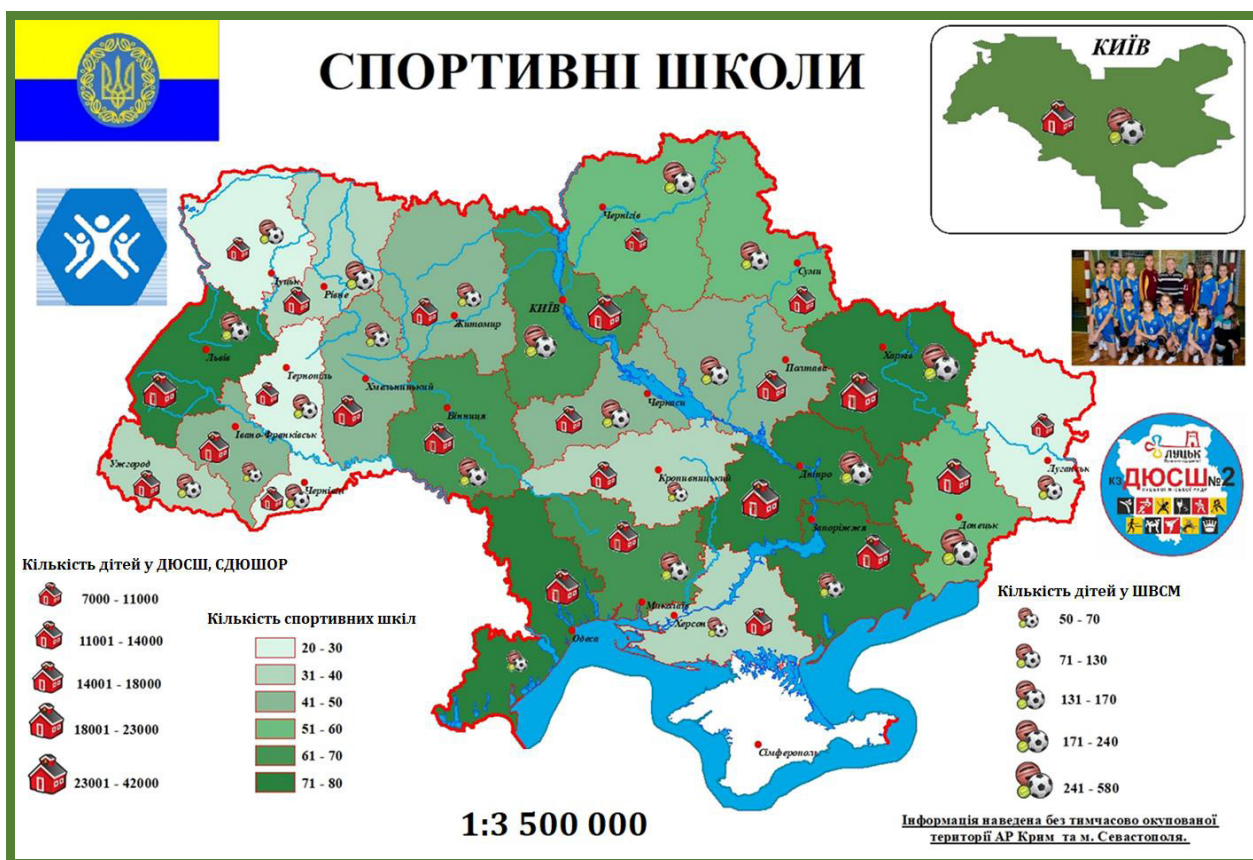 СПОРТИВНІ ШКОЛИ
КИЇВ
Чернігів
Суми
Луцьк
Рівне
Житомир
КИЇВ
Львів
Тернопіль
Хмельницький
Вінниця
Черкаси
Полтава
Харків
Івано-Франківськ
Ужгород
Чернівці
Кропивницький
Дніпро
Луганськ
Донецьк
Запоріжжя
Миколаїв
Херсон
Одеса
Сімферополь
ЛУЦЬК
КЗ ДЮСШ №2
Кількість дітей у ДЮСШ, СДЮШОР
7000 - 11000
11001 - 14000
14001 - 18000
18001 - 23000
23001 - 42000
Кількість спортивних шкіл
20 - 30
31 - 40
41 - 50
51 - 60
61 - 70
71 - 80
1:3 500 000
Кількість дітей у ШВСМ
50 - 70
71 - 130
131 - 170
171 - 240
241 - 580
Інформація наведена без тимчасово окупованої
території АР Крим та м. Севастополя.